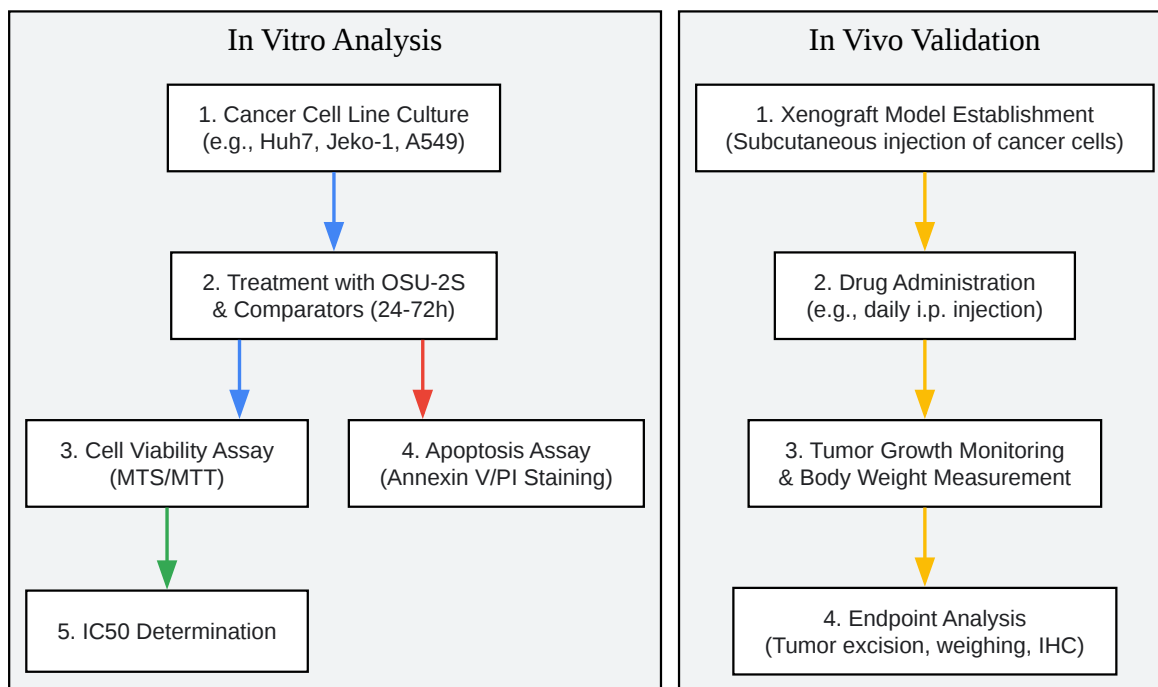 In Vitro Analysis
1. Cancer Cell Line Culture
(e.g., Huh7, Jeko-1, A549)
2. Treatment with OSU-2S
& Comparators (24-72h)
3. Cell Viability Assay
(MTS/MTT)
4. Apoptosis Assay
(Annexin V/PI Staining)
5. IC50 Determination
In Vivo Validation
1. Xenograft Model Establishment
(Subcutaneous injection of cancer cells)
2. Drug Administration
(e.g., daily i.p. injection)
3. Tumor Growth Monitoring
& Body Weight Measurement
4. Endpoint Analysis
(Tumor excision, weighing, IHC)